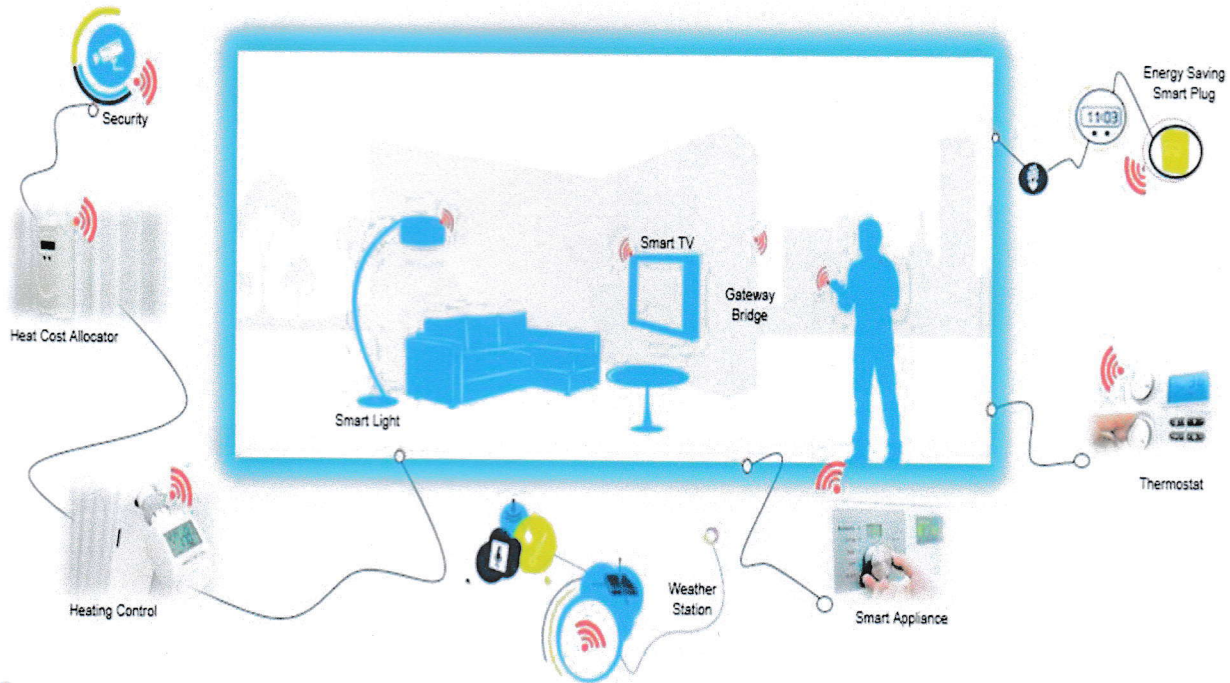 Security
Energy Saving
Smart Plug
11:03
Heat Cost Allocator
Smart TV
Gateway
Bridge
Smart Light
Thermostat
Heating Control
Weather
Station
Smart Appliance